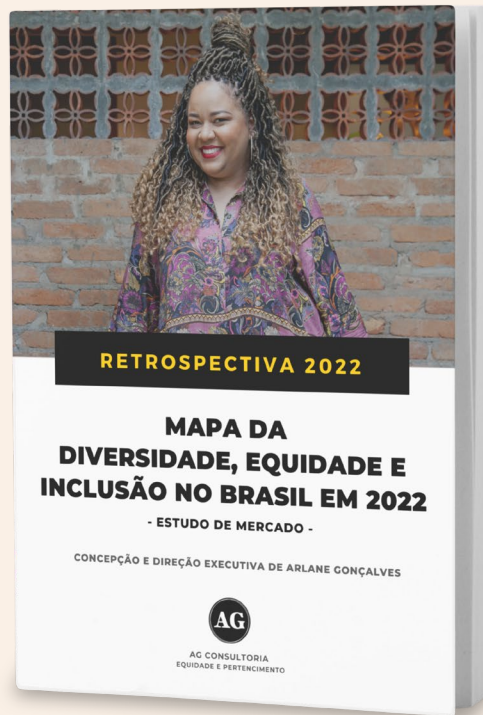 RETROSPECTIVA 2022
MAPA DA
DIVERSIDADE, EQUIDADE E
INCLUSÃO NO BRASIL EM 2022
- ESTUDO DE MERCADO -
CONCEPÇÃO E DIREÇÃO EXECUTIVA DE ARLANE GONÇALVES
AG
AG CONSULTORIA
EQUIDADE E PERTENCIMENTO